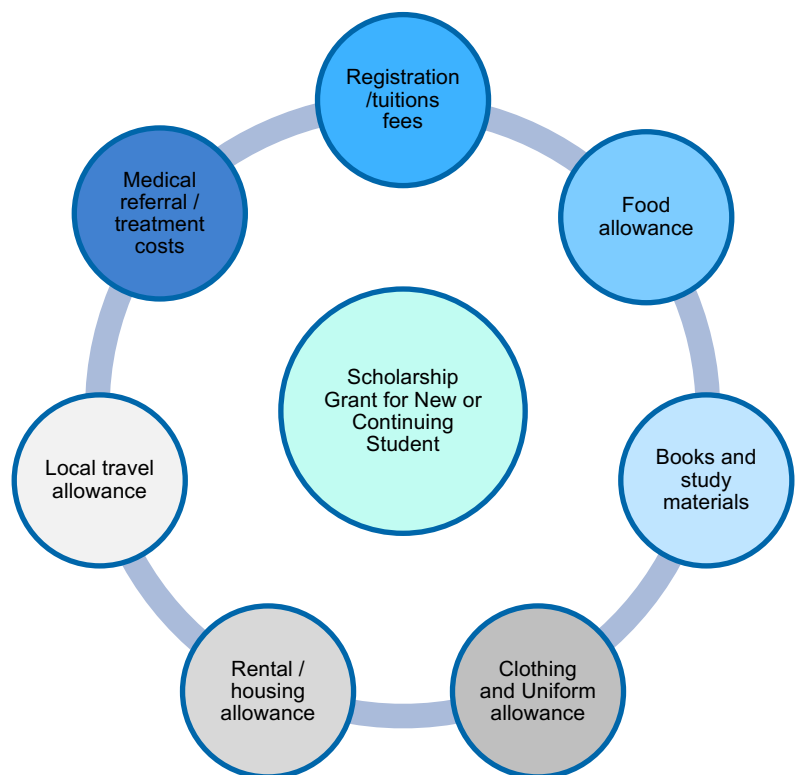 Registration
/tuitions
fees
Food
allowance
Books and
study
materials
Clothing
and Uniform
allowance
Rental /
housing
allowance
Local travel
allowance
Medical
referral /
treatment
costs
Scholarship
Grant for New or
Continuing
Student